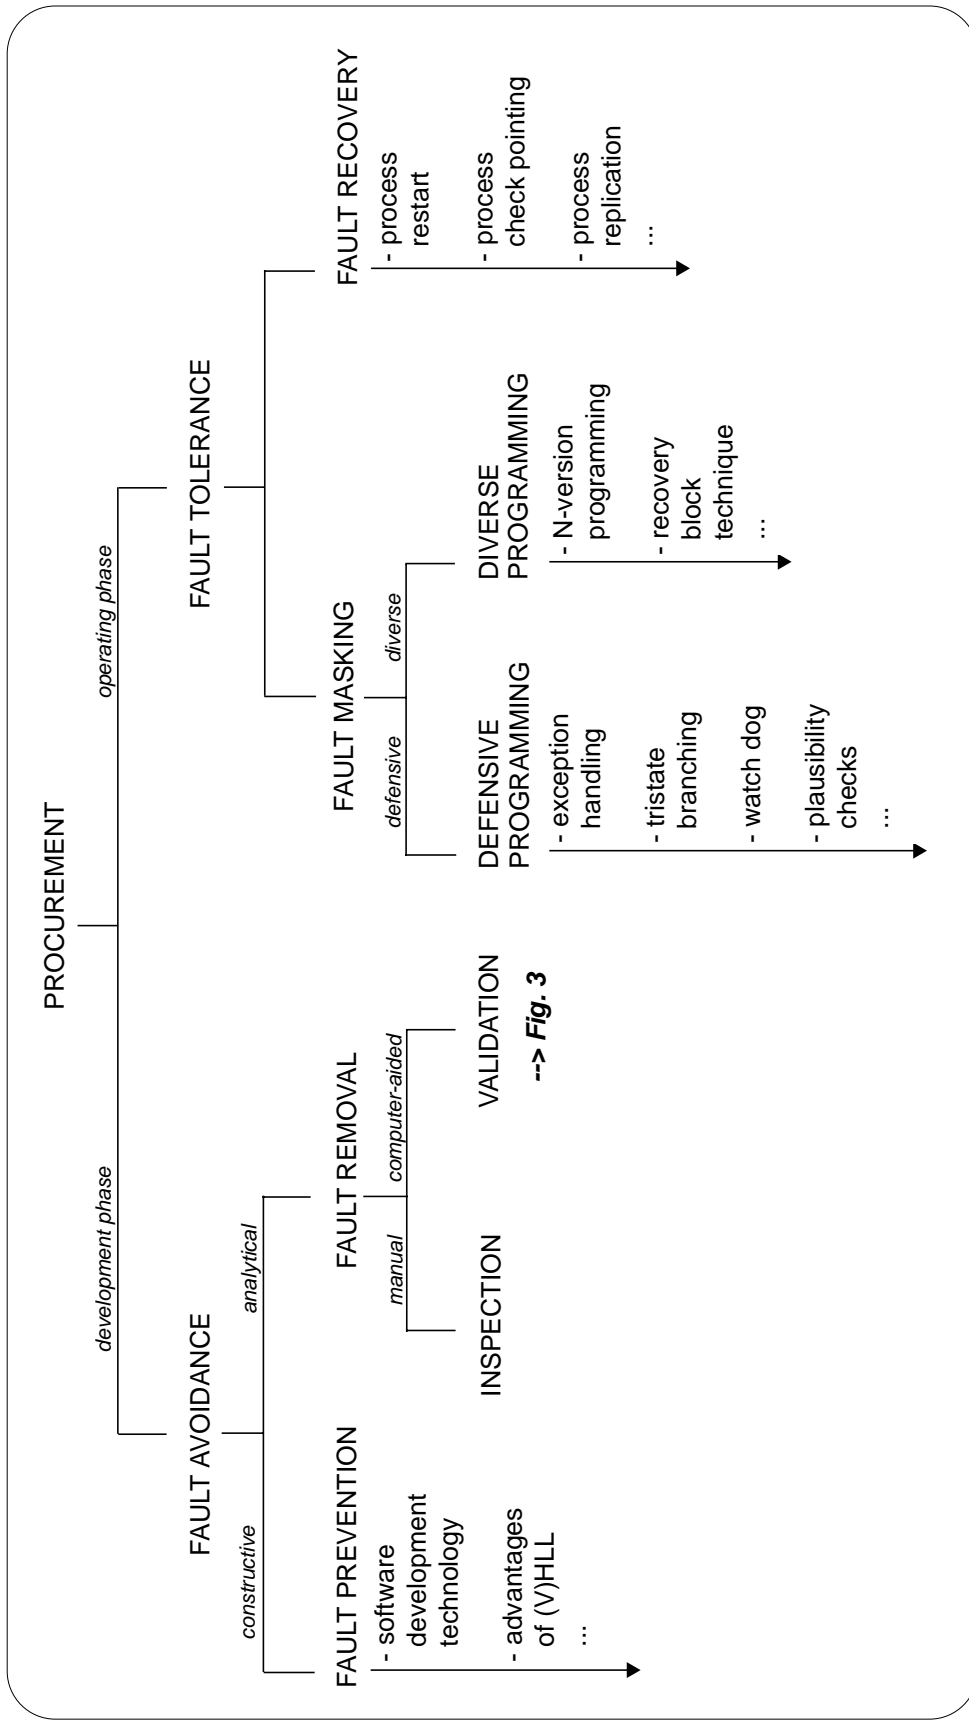 PROCUREMENT
development phase
operating phase
FAULT AVOIDANCE
FAULT TOLERANCE
constructive
analytical
FAULT PREVENTION
FAULT REMOVAL
FAULT MASKING
FAULT RECOVERY
- software
development
technology
- advantages
of (V)HLL
...
manual
computer-aided
INSPECTION
VALIDATION
--> Fig. 3
defensive
diverse
DEFENSIVE
PROGRAMMING
- exception
handling
- tristate
branching
- watch dog
- plausibility
checks
...
DIVERSE
PROGRAMMING
- N-version
programming
- recovery
block
technique
...
- process
restart
- process
check pointing
- process
replication
...